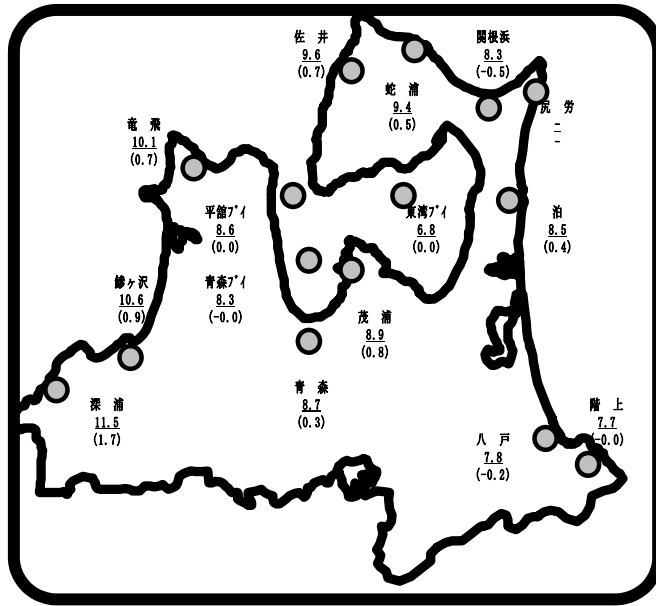 佐 井
9.6
(0.7)
関根浜
8.3
(-0.5)
蛇 浦
9.4
(0.5)
尻 労
-
-
竜 飛
10.1
(0.7)
平舘ﾌﾞｲ
8.6
(0.0)
東湾ﾌﾞｲ
6.8
(0.0)
泊
8.5
(0.4)
鰺ヶ沢
10.6
(0.9)
青森ﾌﾞｲ
8.3
(-0.0)
茂 浦
8.9
(0.8)
深 浦
11.5
(1.7)
青 森
8.7
(0.3)
八 戸
7.8
(-0.2)
階 上
7.7
(-0.0)